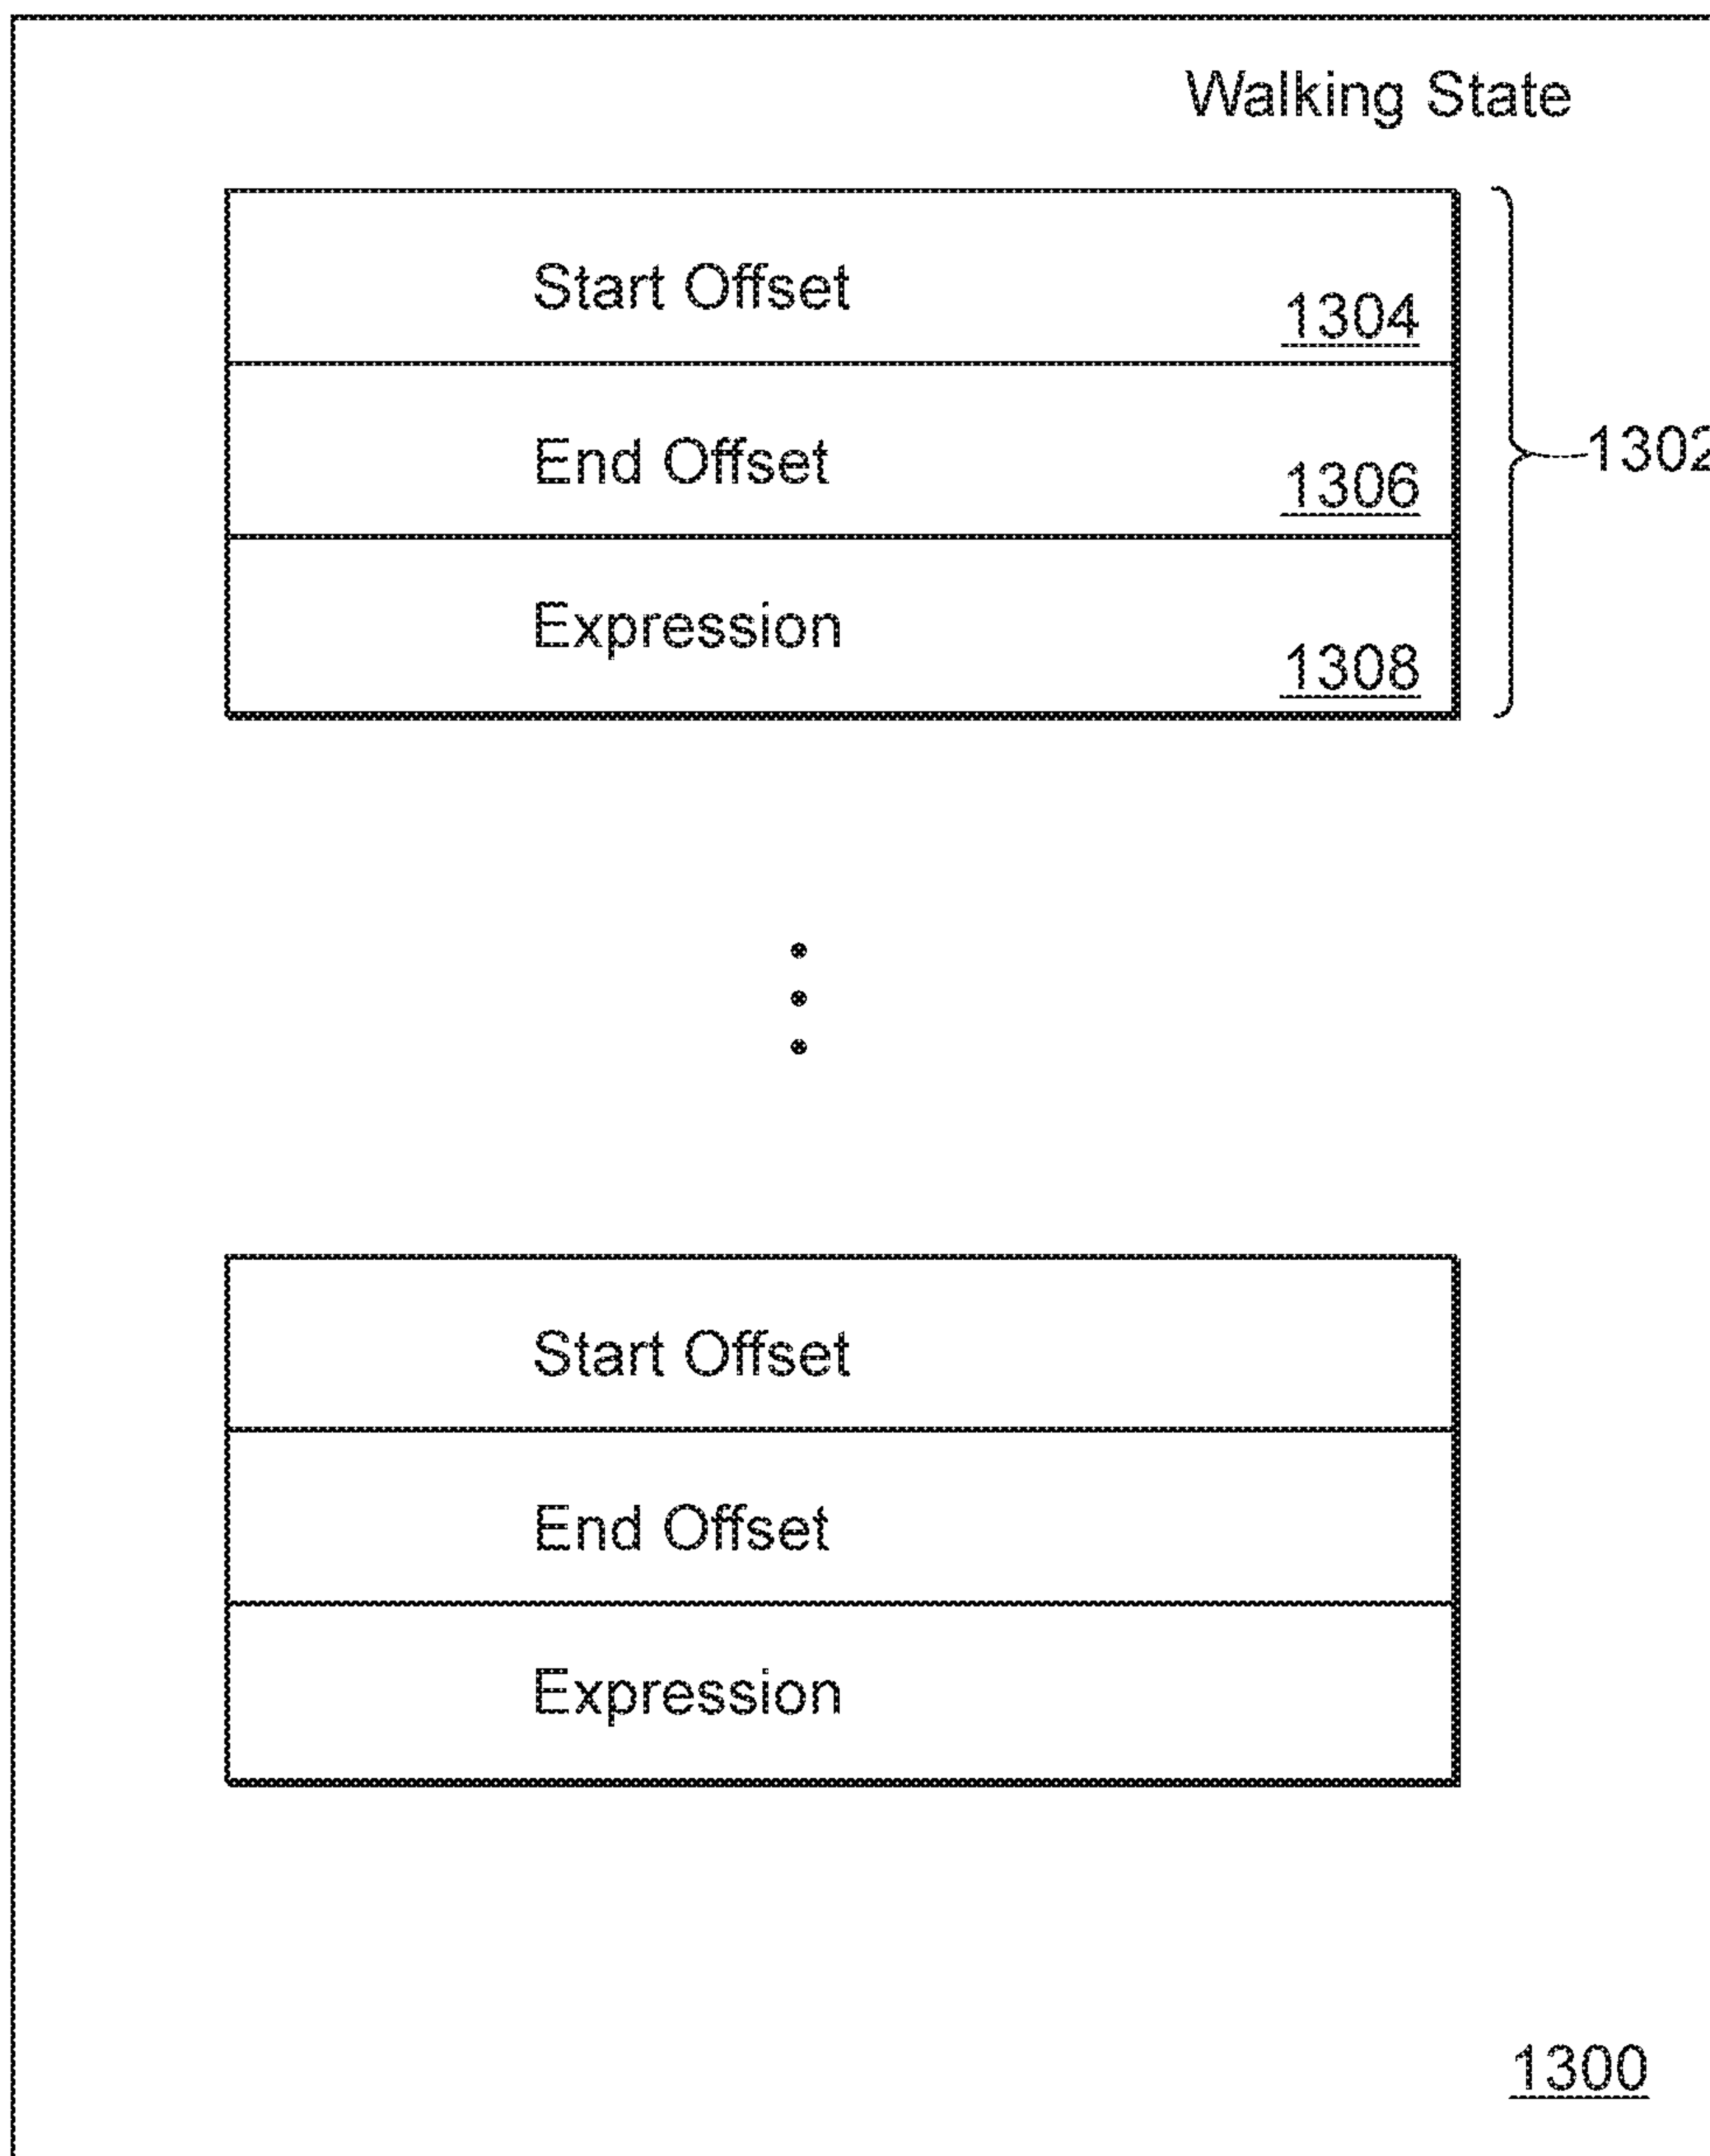 Walking State
Start Offset
1304
End Offset
1306
1302
Expression
1308
Start Offset
End Offset
Expression
1300